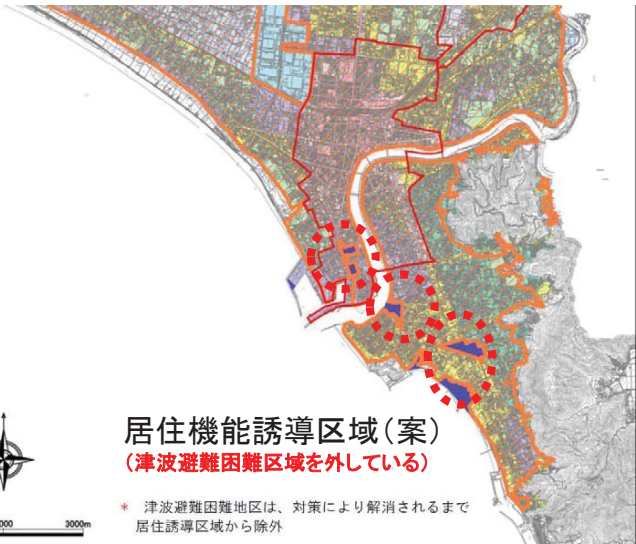 居住機能誘導区域(案)
(津波避難困難区域を外している)
* 津波避難困難地区は、対策により解消されるまで
居住誘導区域から除外
3000m